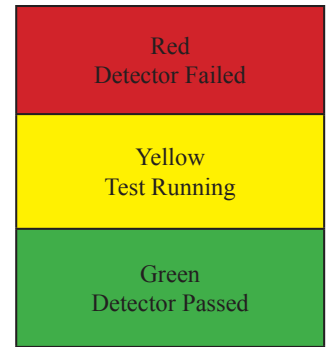 Red
Detector Failed
Yellow
Test Running
Green
Detector Passed